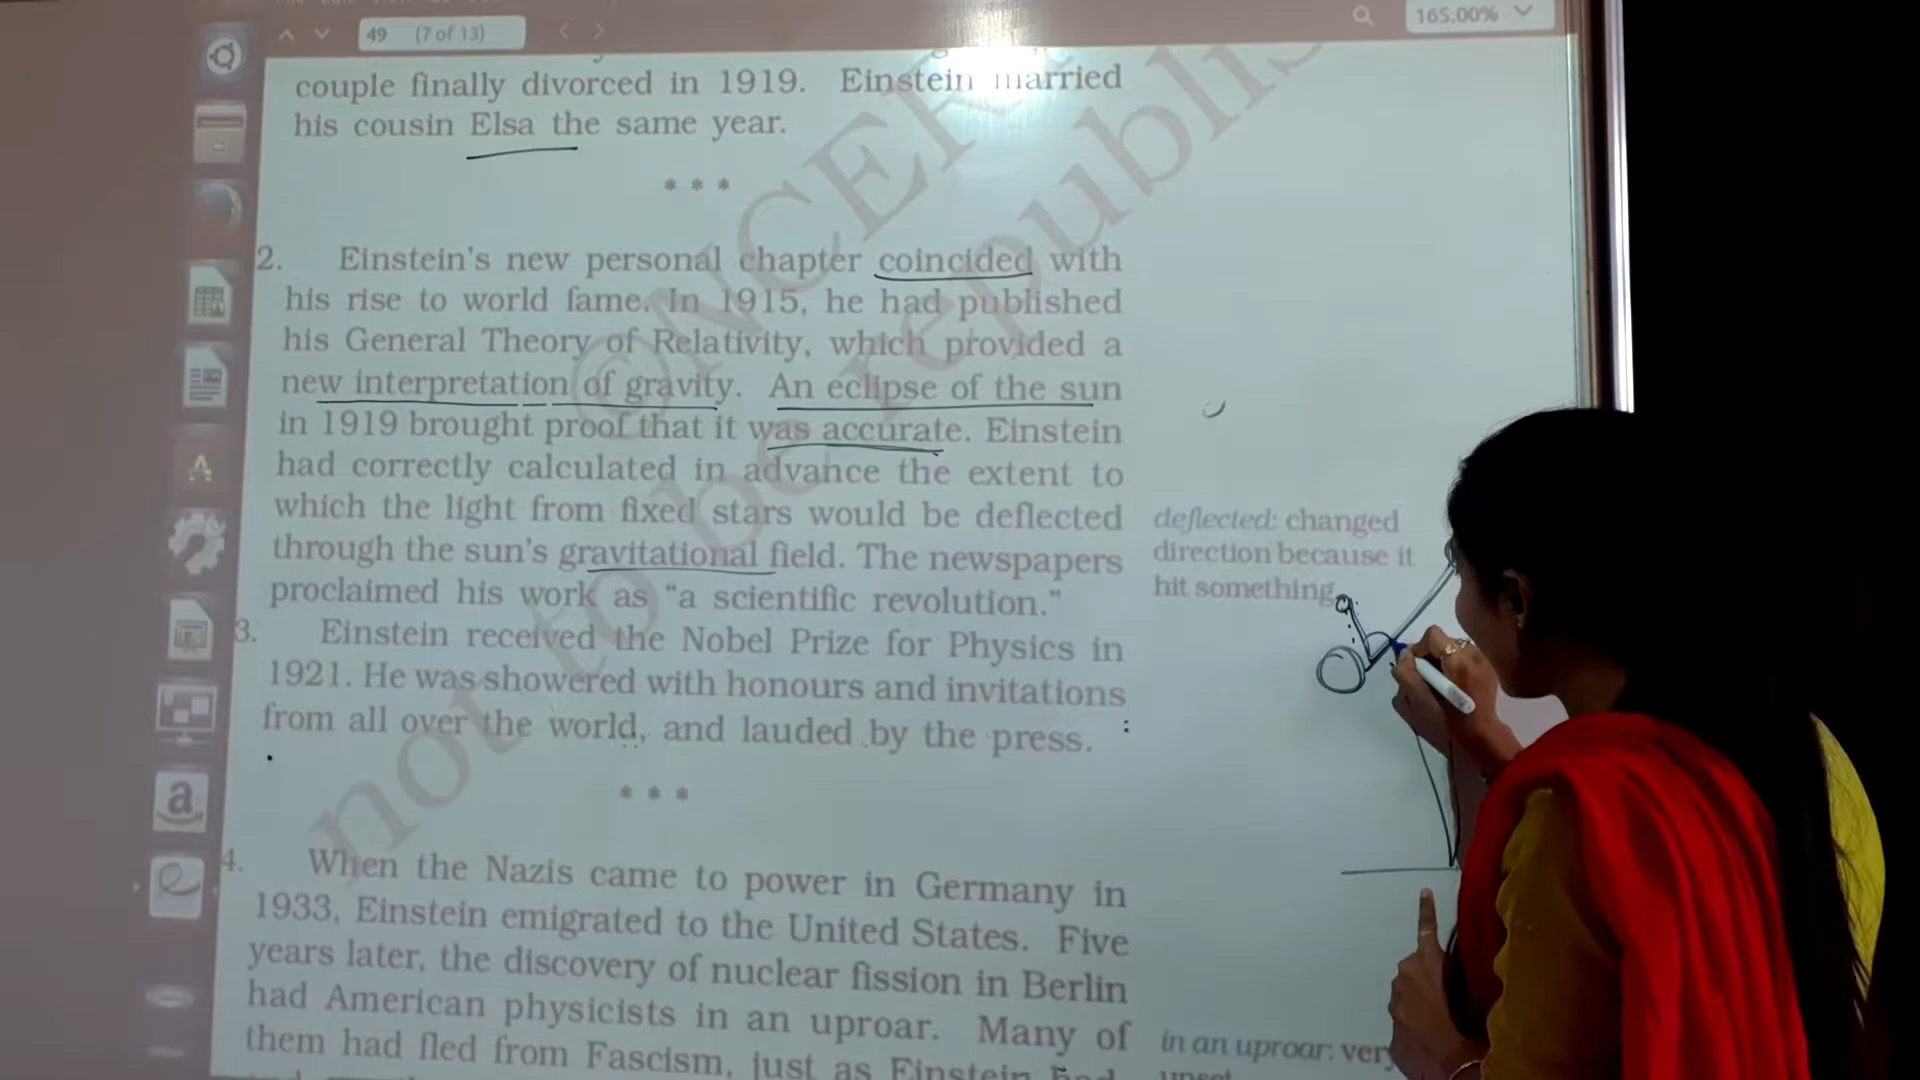 49 (7 of 13)
165.00%
couple finally divorced in 1919. Einstein married
his cousin Elsa the same year.
* * *
2. Einstein's new personal chapter coincided with
his rise to world fame. In 1915, he had published
his General Theory of Relativity, which provided a
new interpretation of gravity. An eclipse of the sun
in 1919 brought proof that it was accurate. Einstein
had correctly calculated in advance the extent to
which the light from fixed stars would be deflected
through the sun's gravitational field. The newspapers
proclaimed his work as “a scientific revolution.”
deflected: changed
direction because it
hit something
3. Einstein received the Nobel Prize for Physics in
1921. He was showered with honours and invitations
from all over the world, and lauded by the press.
* * *
4. When the Nazis came to power in Germany in
1933, Einstein emigrated to the United States. Five
years later, the discovery of nuclear fission in Berlin
had American physicists in an uproar. Many of
them had fled from Fascism, just as Einstein had
in an uproar: very
upset
©NCER
not to be republis
a